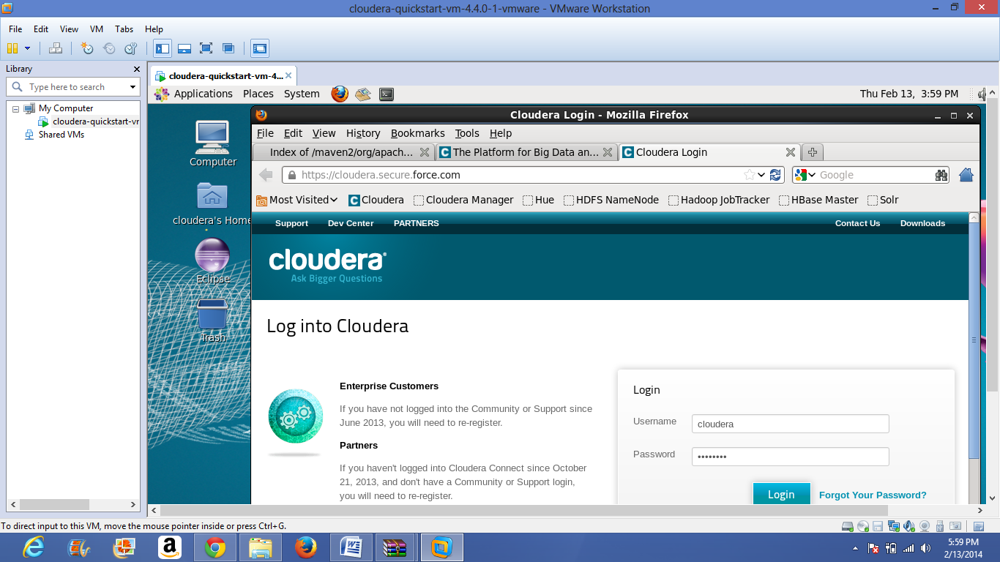 cloudera-quickstart-vm-4.4.0-1-vmware - VMware Workstation
File Edit View VM Tabs Help
Library
Type here to search
My Computer
cloudera-quickstart-vr
Shared VMs
cloudera-quickstart-vm-4...
Applications Places System
Thu Feb 13, 3:59 PM
Computer
cloudera's Home
Eclipse
Trash
Cloudera Login - Mozilla Firefox
File Edit View History Bookmarks Tools Help
Index of /maven2/org/apach...
The Platform for Big Data an...
Cloudera Login
https://cloudera.secure.force.com
Google
Most Visited Cloudera Cloudera Manager Hue HDFS NameNode Hadoop JobTracker HBase Master Solr
Support Dev Center PARTNERS Contact Us Downloads
cloudera®
Ask Bigger Questions
Log into Cloudera
Enterprise Customers
If you have not logged into the Community or Support since
June 2013, you will need to re-register.
Partners
If you haven't logged into Cloudera Connect since October
21, 2013, and don't have a Community or Support login,
you will need to re-register.
Login
Username cloudera
Password ••••••••
Login Forgot Your Password?
To direct input to this VM, move the mouse pointer inside or press Ctrl+G.
5:59 PM
2/13/2014